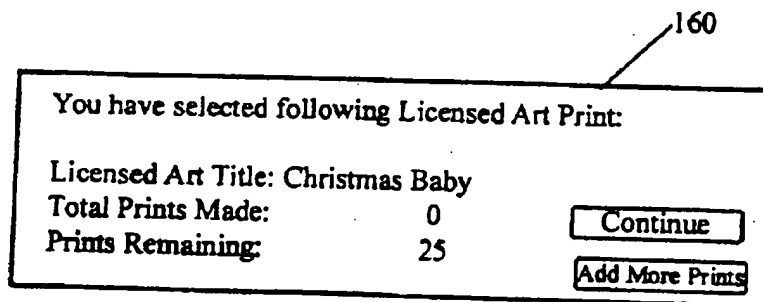 160
You have selected following Licensed Art Print:
Licensed Art Title: Christmas Baby
Total Prints Made: 0
Prints Remaining: 25
Continue
Add More Prints